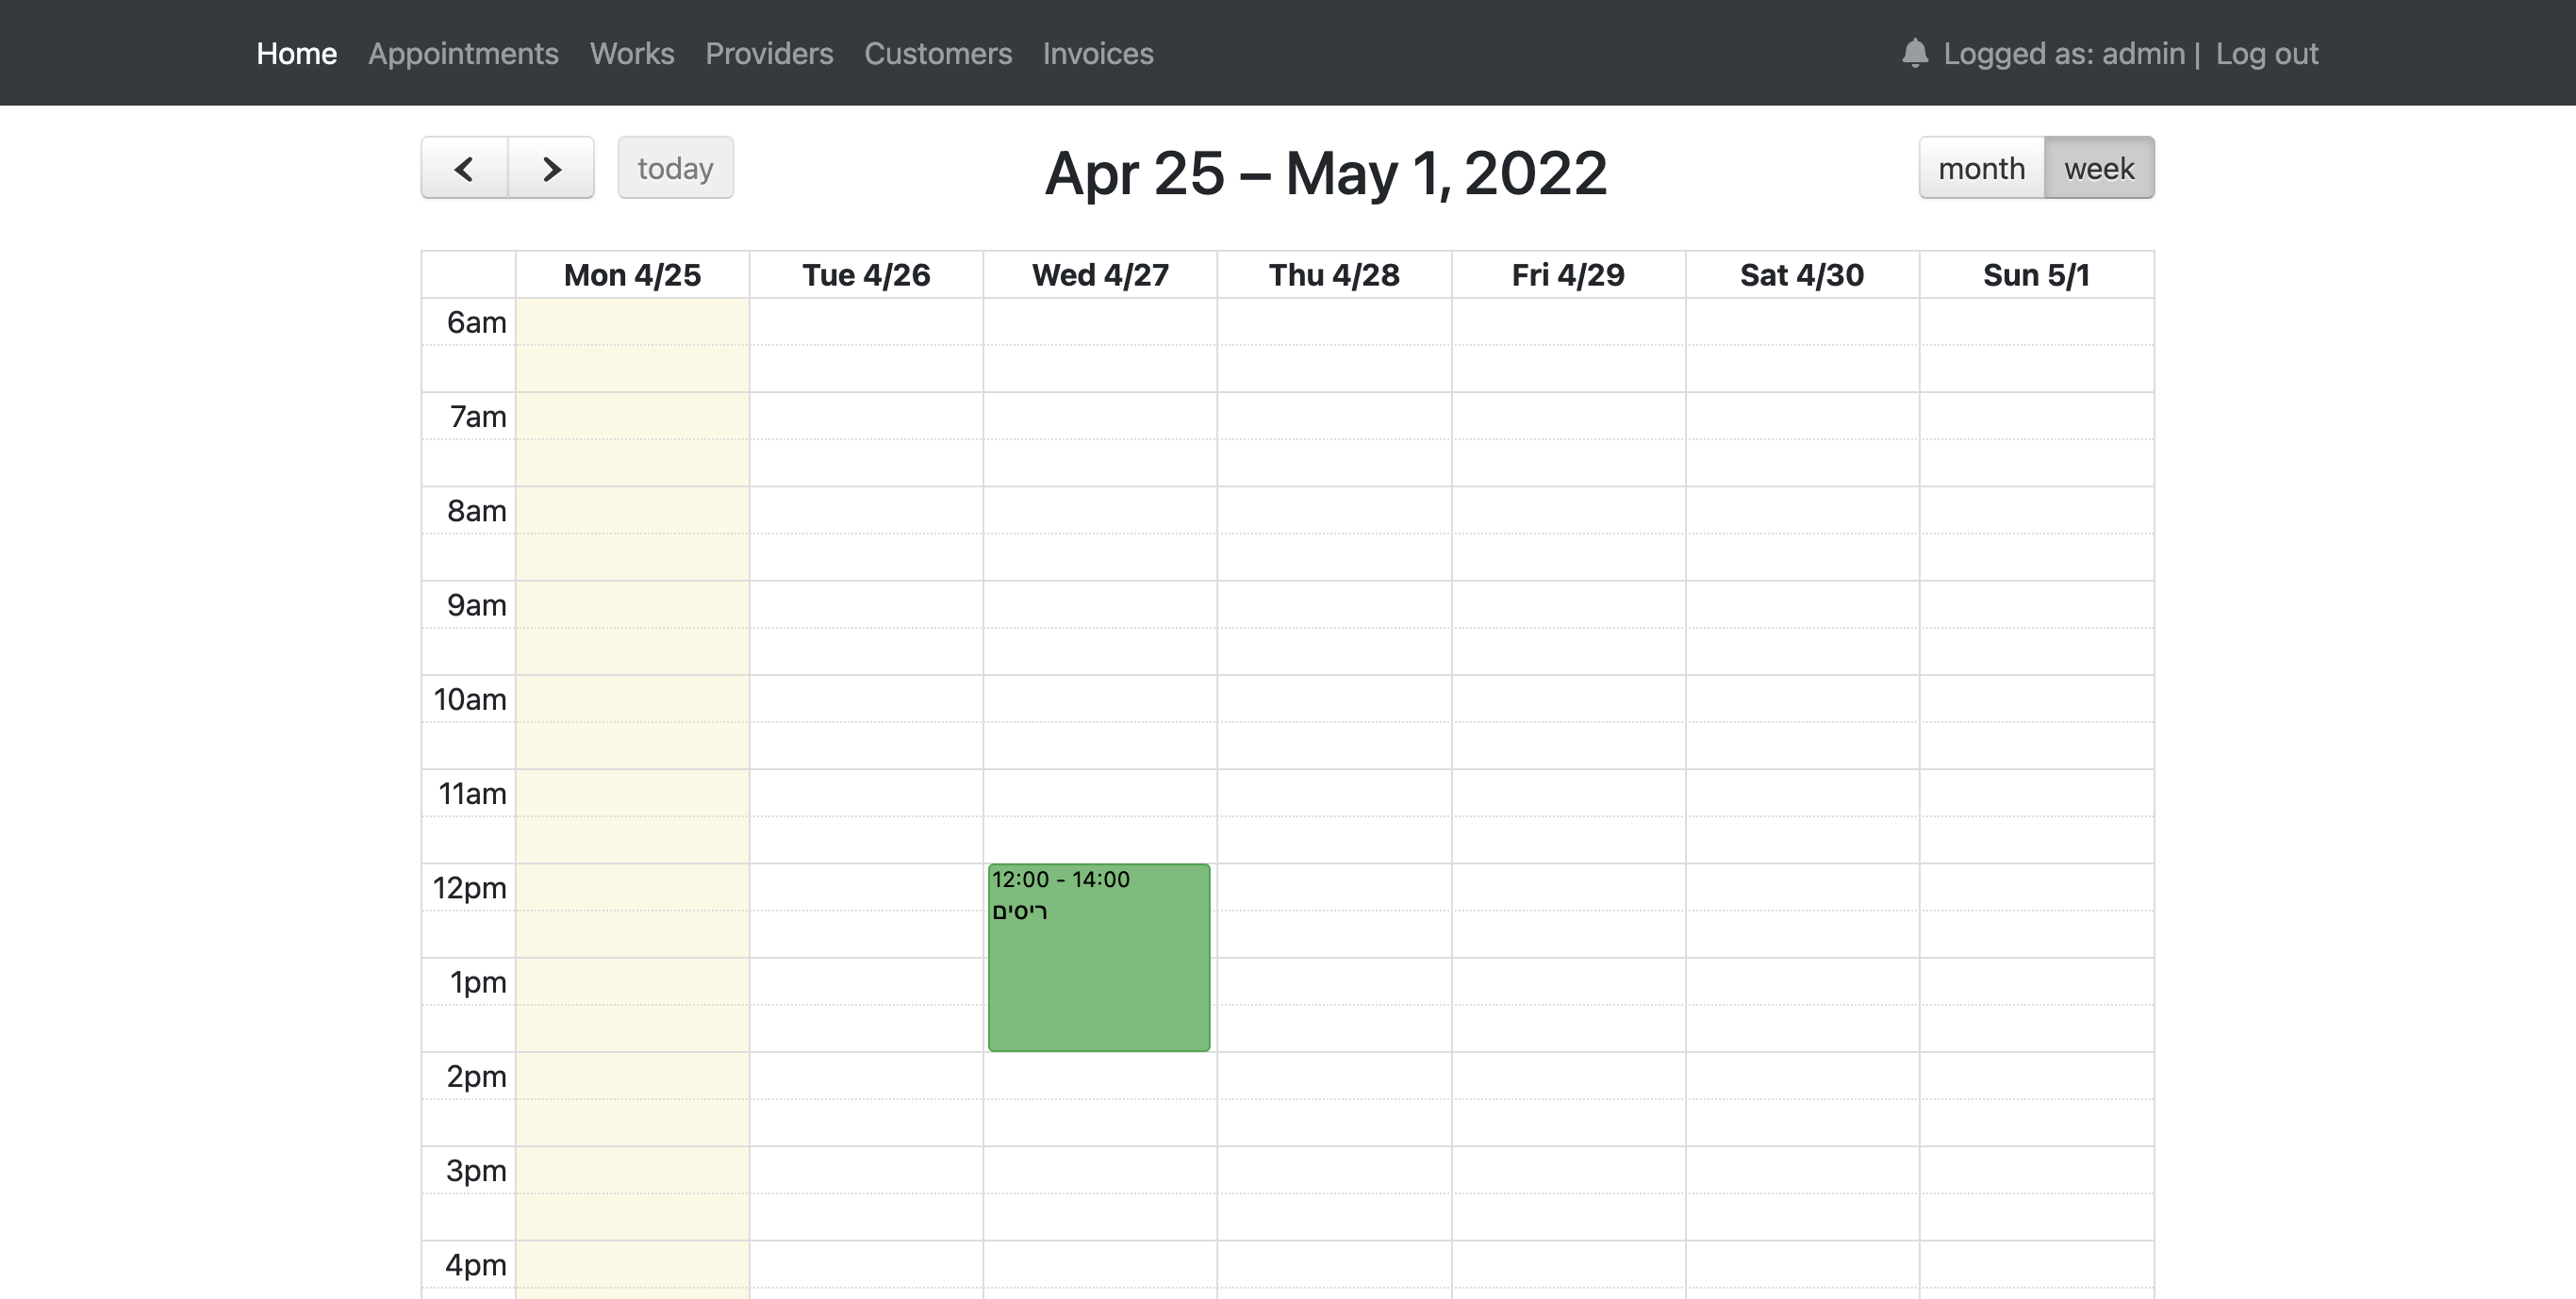 Home Appointments Works Providers Customers Invoices Logged as: admin | Log out
today Apr 25 – May 1, 2022 month week
Mon 4/25 Tue 4/26 Wed 4/27 Thu 4/28 Fri 4/29 Sat 4/30 Sun 5/1
6am
7am
8am
9am
10am
11am
12pm 12:00 - 14:00
ריסים
1pm
2pm
3pm
4pm